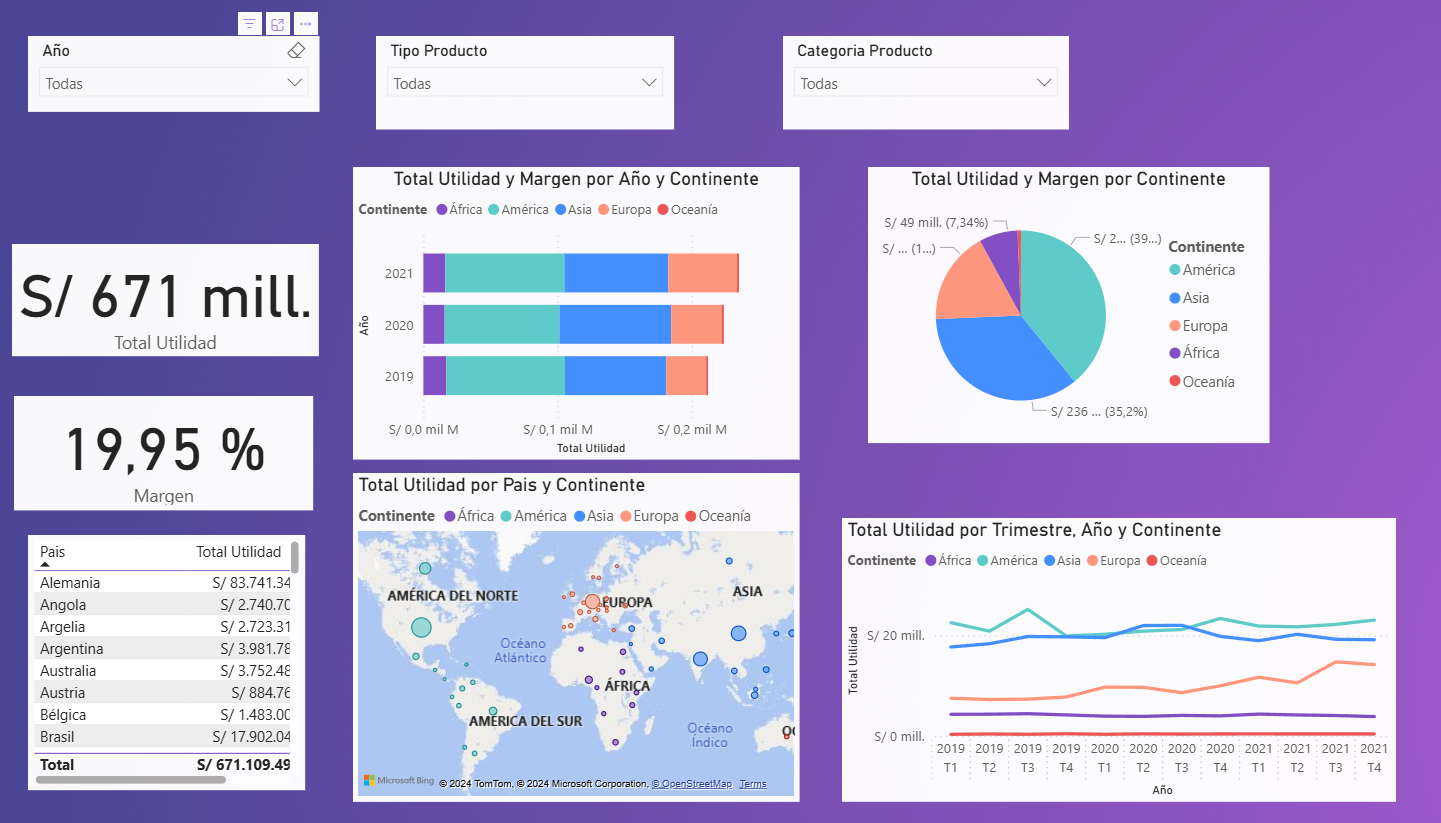 Año
Todas
Tipo Producto
Todas
Categoria Producto
Todas
S/ 671 mill.
Total Utilidad
19,95 %
Margen
Pais Total Utilidad
Alemania S/ 83.741.34
Angola S/ 2.740.70
Argelia S/ 2.723.31
Argentina S/ 3.981.78
Australia S/ 3.752.48
Austria S/ 884.76
Bélgica S/ 1.483.00
Brasil S/ 17.902.04
Total S/ 671.109.49
Total Utilidad y Margen por Año y Continente
Continente África América Asia Europa Oceanía
Año
2021
2020
2019
S/ 0,0 mil M S/ 0,1 mil M S/ 0,2 mil M
Total Utilidad
Total Utilidad y Margen por Continente
S/ 49 mill. (7,34%)
S/ ... (1...)
S/ 2... (39...)
S/ 236 ... (35,2%)
Continente
América
Asia
Europa
África
Oceanía
Total Utilidad por Pais y Continente
Continente África América Asia Europa Oceanía
AMÉRICA DEL NORTE
EUROPA
ASIA
Océano
Atlántico
ÁFRICA
AMÉRICA DEL SUR
Océano
Índico
OC
Microsoft Bing
© 2024 TomTom, © 2024 Microsoft Corporation, © OpenStreetMap Terms
Total Utilidad por Trimestre, Año y Continente
Continente África América Asia Europa Oceanía
Total Utilidad
S/ 20 mill.
S/ 0 mill.
2019 2019 2019 2019 2020 2020 2020 2020 2021 2021 2021 2021
T1 T2 T3 T4 T1 T2 T3 T4 T1 T2 T3 T4
Año